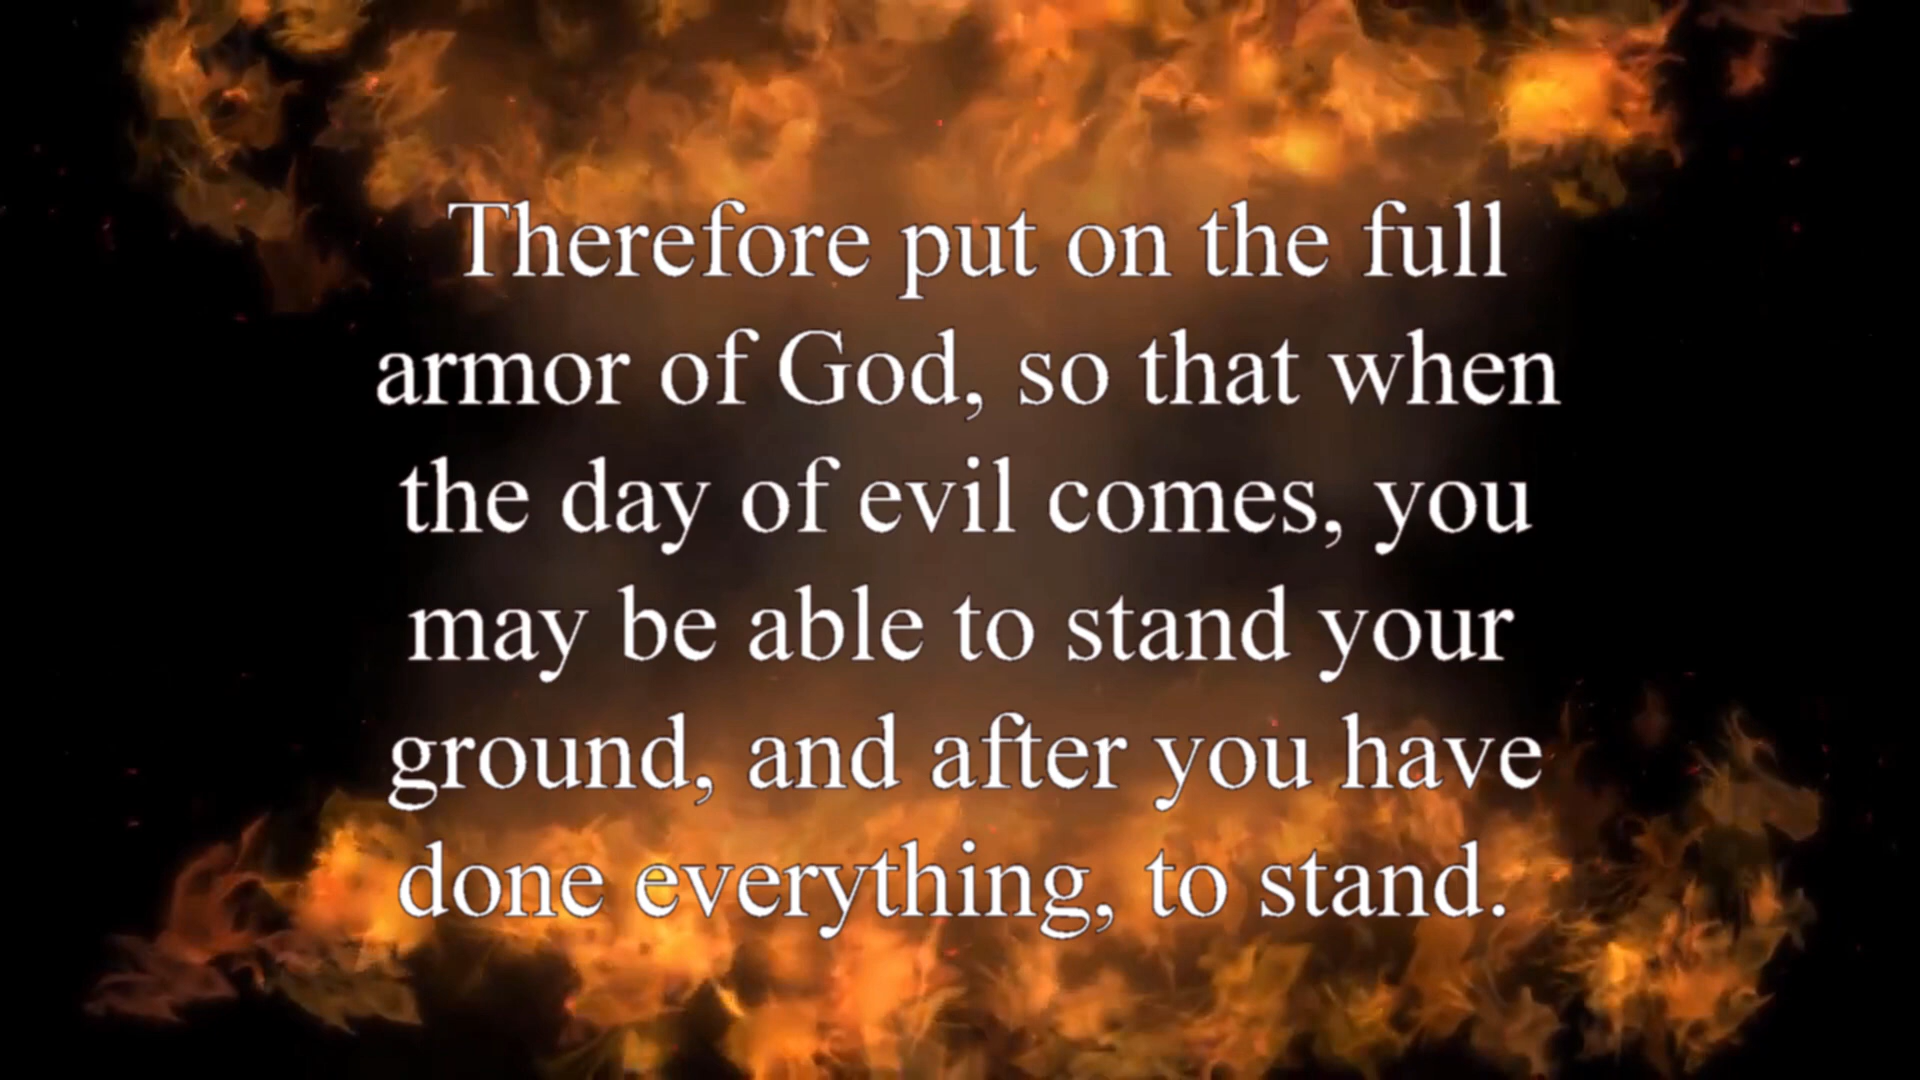 Therefore put on the full
armor of God, so that when
the day of evil comes, you
may be able to stand your
ground, and after you have
done everything, to stand.